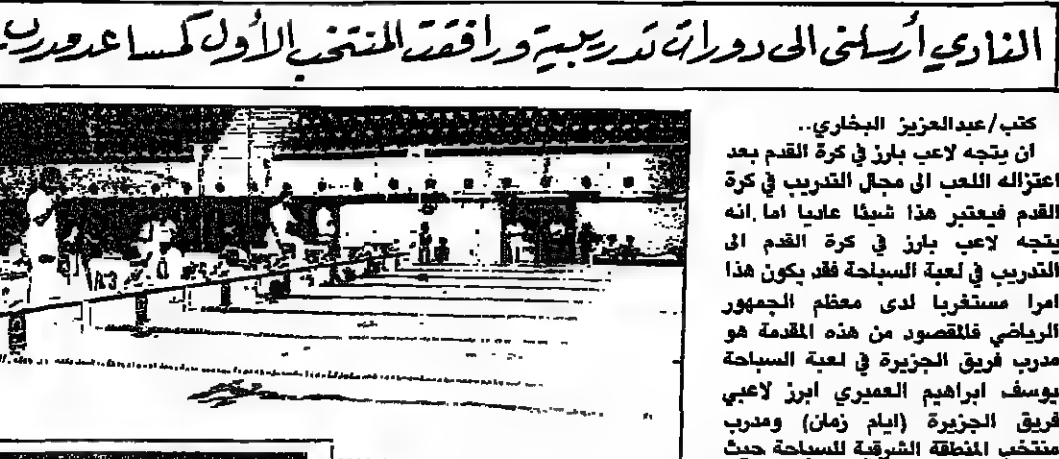 النادي أرسلني الى دورات تدريبية ورافقت المنتخب الأول كمساعد مدرب
كتب/عبدالعزيز البخاري..
ان يتجه لاعب بارز في كرة القدم بعد
اعتزاله اللعب الى مجال التدريب في كرة
القدم فيعتبر هذا شيئا عاديا اما انه
يتجه لاعب بارز في كرة القدم الى
التدريب في لعبة السباحة فقد يكون هذا
امرا مستغربا لدى معظم الجمهور
الرياضي فالمقصود من هذه المقدمة هو
مدرب فريق الجزيرة في لعبة السباحة
يوسف ابراهيم العميري ابرز لاعبي
فريق الجزيرة (ايام زمان) ومدرب
منتخب المنطقة الشرقية للسباحة حيث